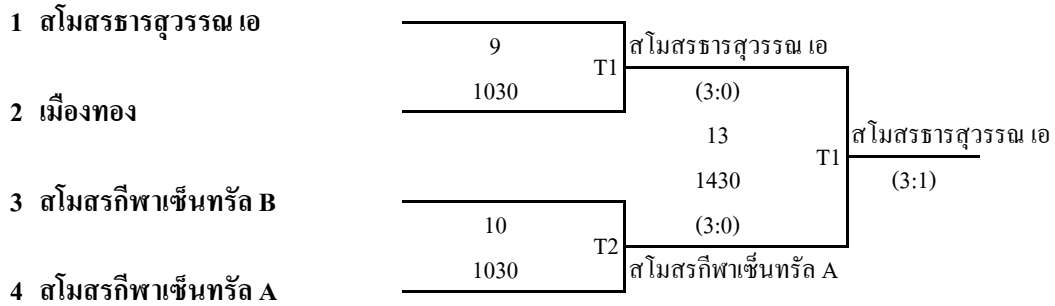 1 สโมสรธารสุวรรณ เอ
9
T1
สโมสรธารสุวรรณ เอ
1030
(3:0)
2 เมืองทอง
13
T1
สโมสรธารสุวรรณ เอ
1430
(3:1)
3 สโมสรกีฬาเซ็นทรัล B
10
T2
(3:0)
1030
สโมสรกีฬาเซ็นทรัล A
4 สโมสรกีฬาเซ็นทรัล A